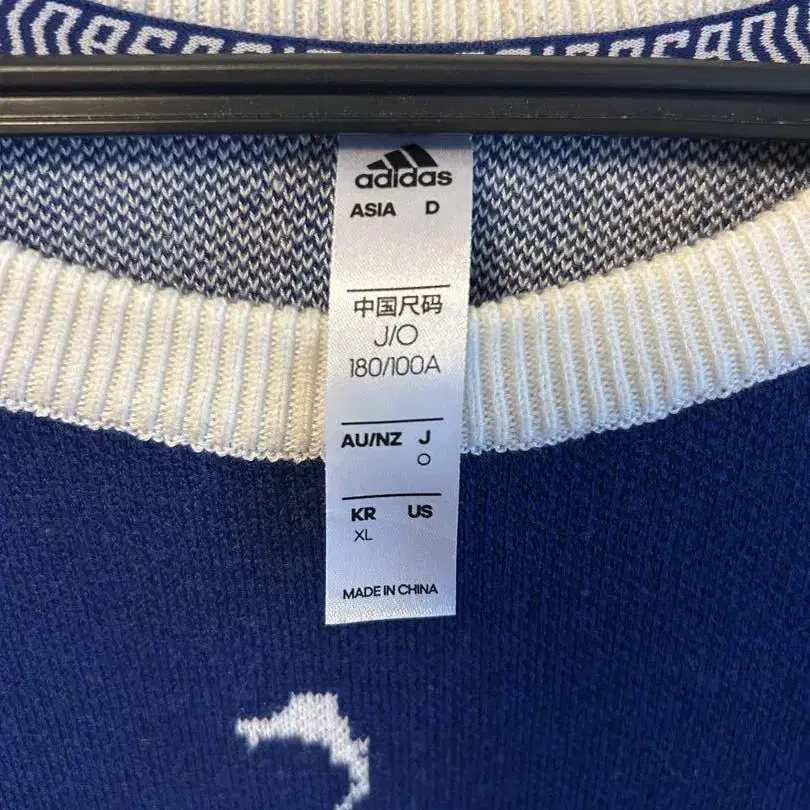 adidas
ASIA D
中国尺码
J/O
180/100A
AU/NZ J
O
KR US
XL
MADE IN CHINA